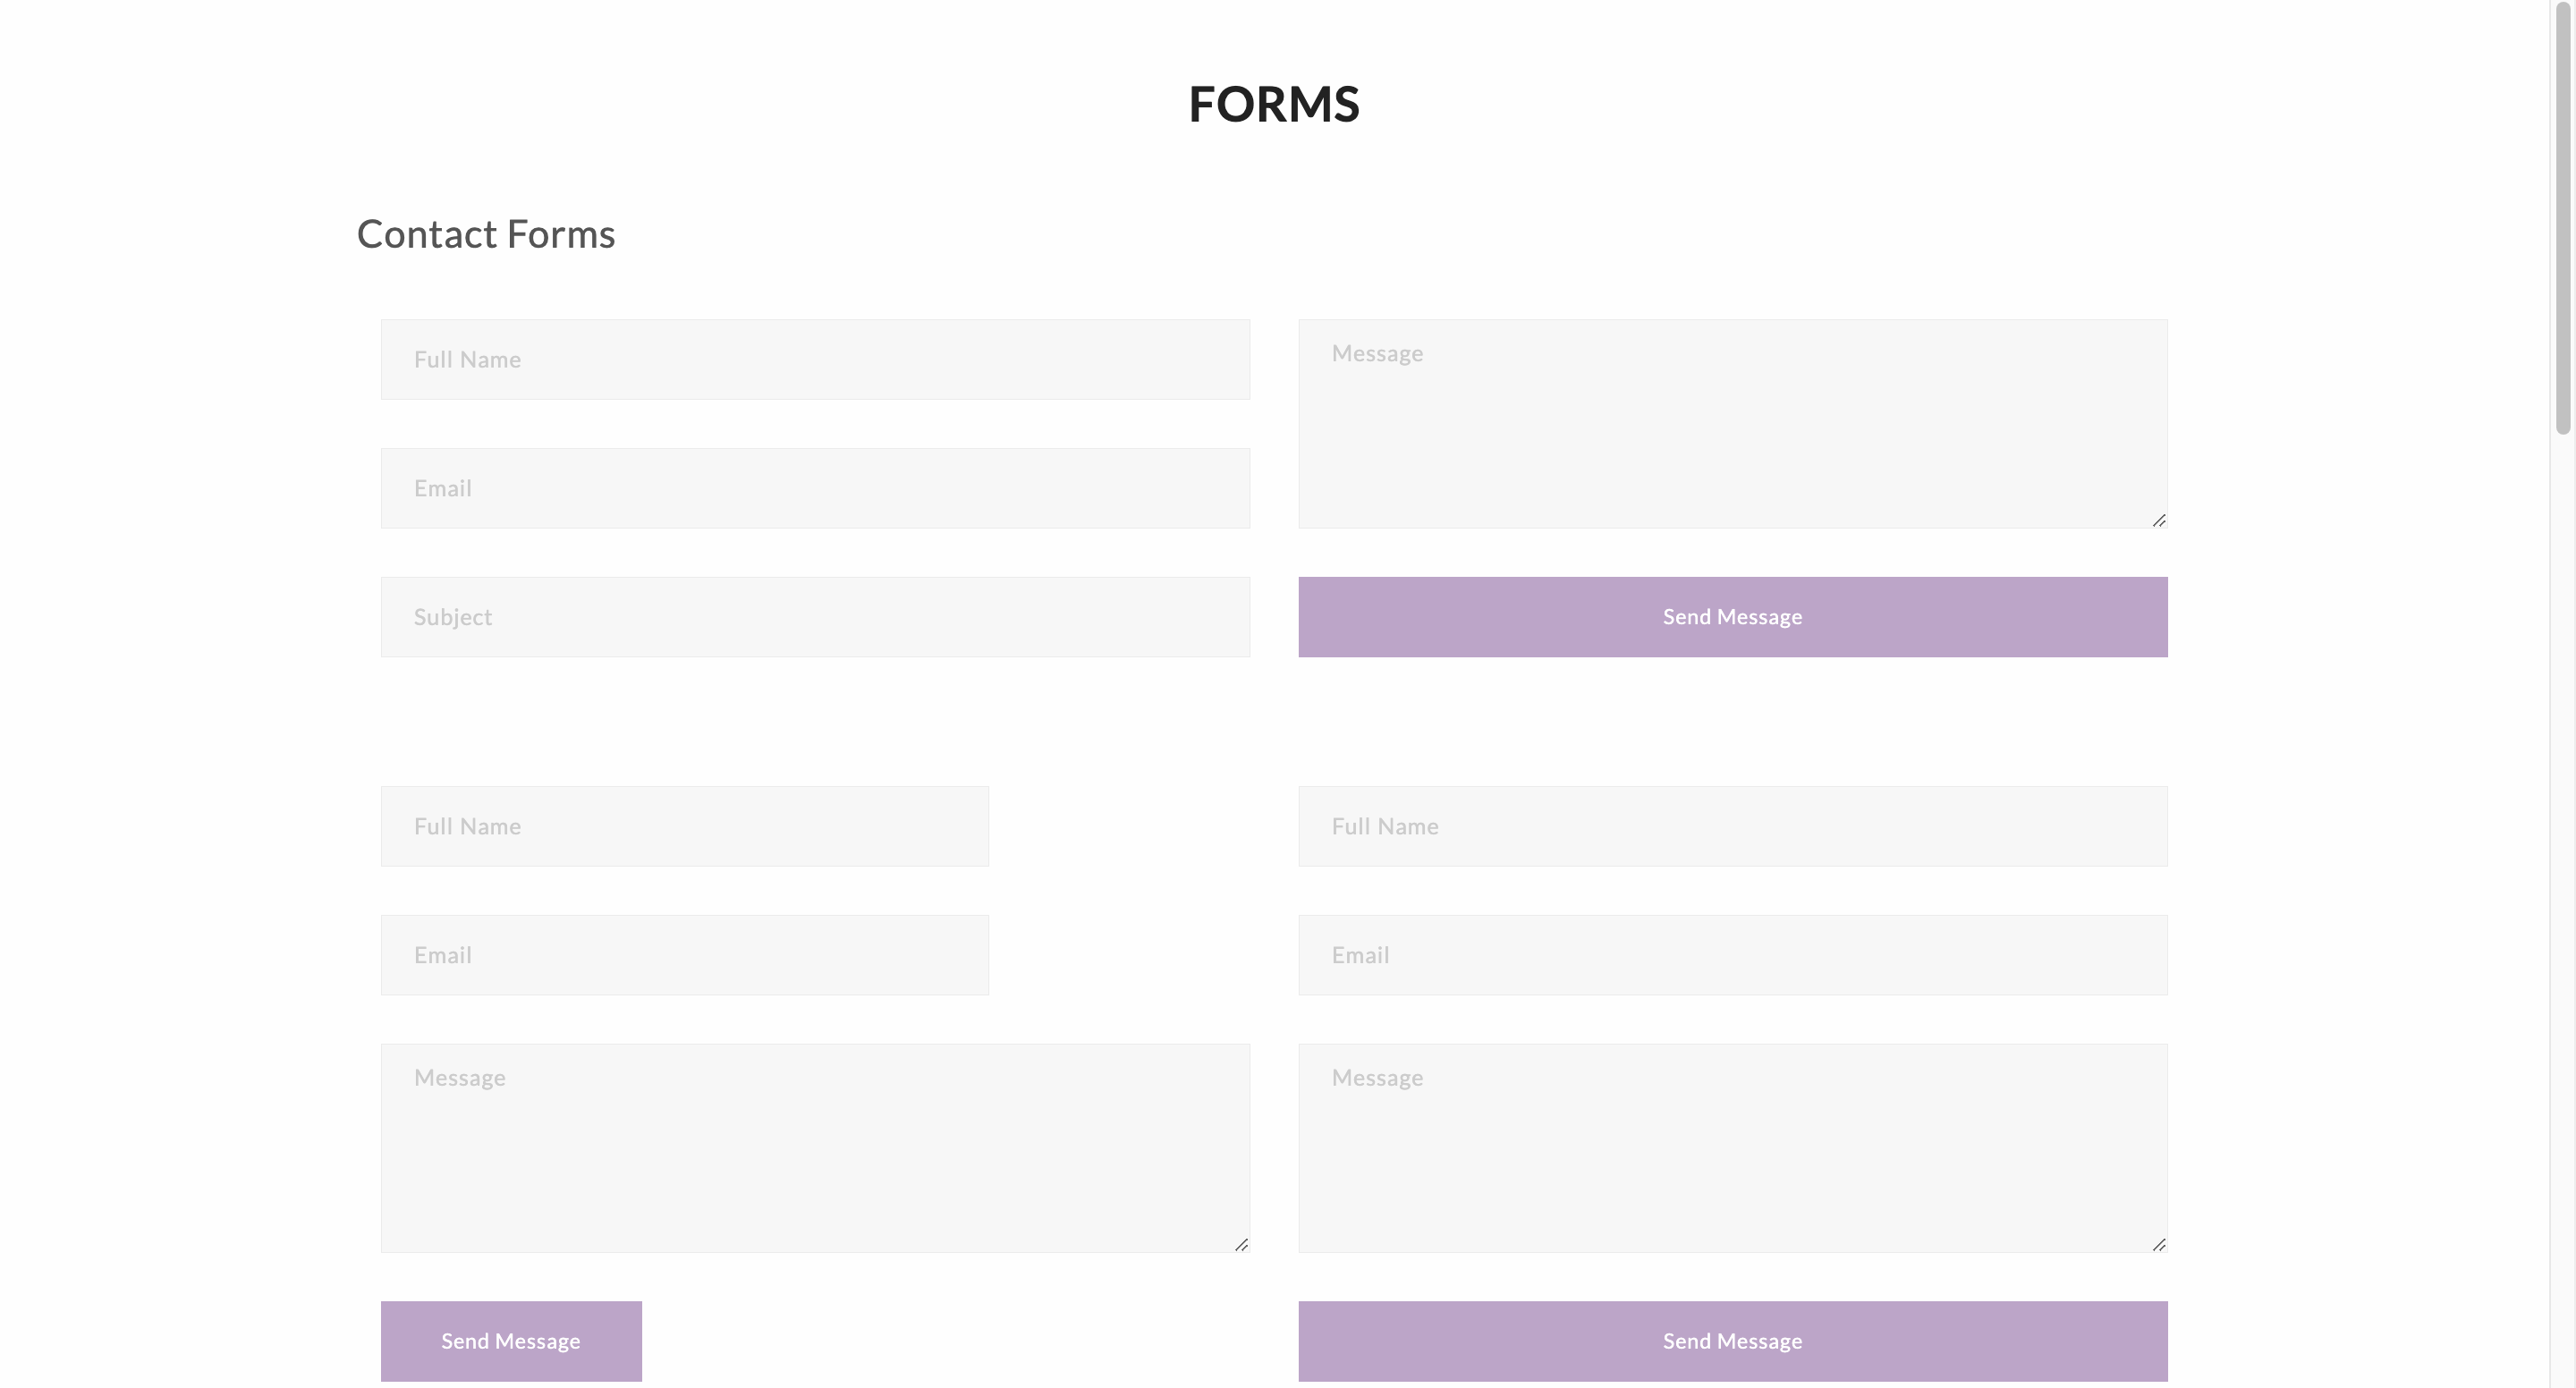 FORMS
Contact Forms
Full Name
Email
Subject
Message
Send Message
Full Name
Email
Message
Send Message
Full Name
Email
Message
Send Message